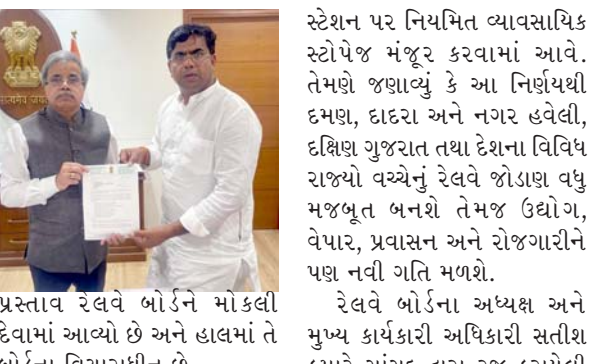 પ્રસ્તાવ રેલવે બોર્ડને મોકલી
દેવામાં આવ્યો છે અને હાલમાં તે
સ્ટેશન પર નિયમિત વ્યાવસાયિક
સ્ટોપેજ મંજૂર કરવામાં આવે.
તેમણે જણાવ્યું કે આ નિર્ણયથી
દમણ, દાદરા અને નગર હવેલી,
દક્ષિણ ગુજરાત તથા દેશના વિવિધ
રાજ્યો વચ્ચેનું રેલવે જોડાણ વધુ
મજબૂત બનશે તેમજ ઉદ્યોગ,
વેપાર, પ્રવાસન અને રોજગારીને
પણ નવી ગતિ મળશે.
રેલવે બોર્ડના અધ્યક્ષ અને
મુખ્ય કાર્યકારી અધિકારી સતીશ